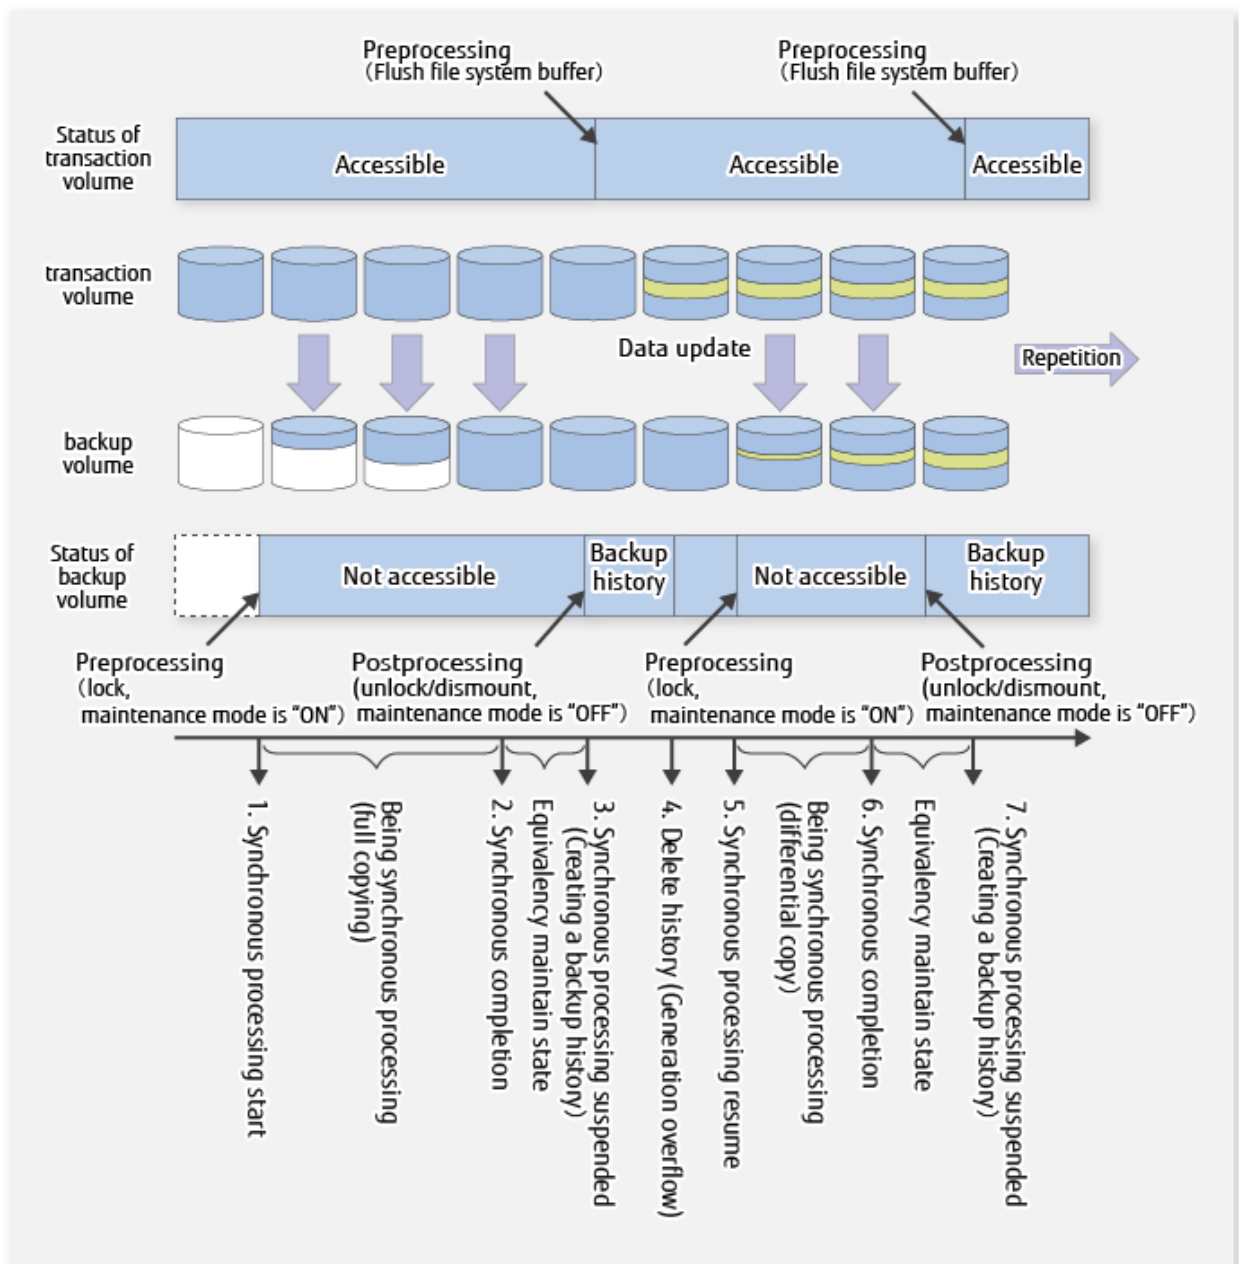 Preprocessing
(Flush file system buffer)
Preprocessing
(Flush file system buffer)
Status of
transaction
volume
Accessible
Accessible
Accessible
transaction
volume
Data update
Repetition
backup
volume
Status of
backup
volume
Not accessible
Backup
history
Not accessible
Backup
history
Preprocessing
(lock,
maintenance mode is “ON”)
Postprocessing
(unlock/dismount,
maintenance mode is “OFF”)
Preprocessing
(lock,
maintenance mode is “ON”)
Postprocessing
(unlock/dismount,
maintenance mode is “OFF”)
1. Synchronous processing start
Being synchronous processing
(full copying)
2. Synchronous completion
Equivalency maintain state
3. Synchronous processing suspended
(Creating a backup history)
4. Delete history (Generation overflow)
5. Synchronous processing resume
Being synchronous processing
(differential copy)
6. Synchronous completion
Equivalency maintain state
7. Synchronous processing suspended
(Creating a backup history)